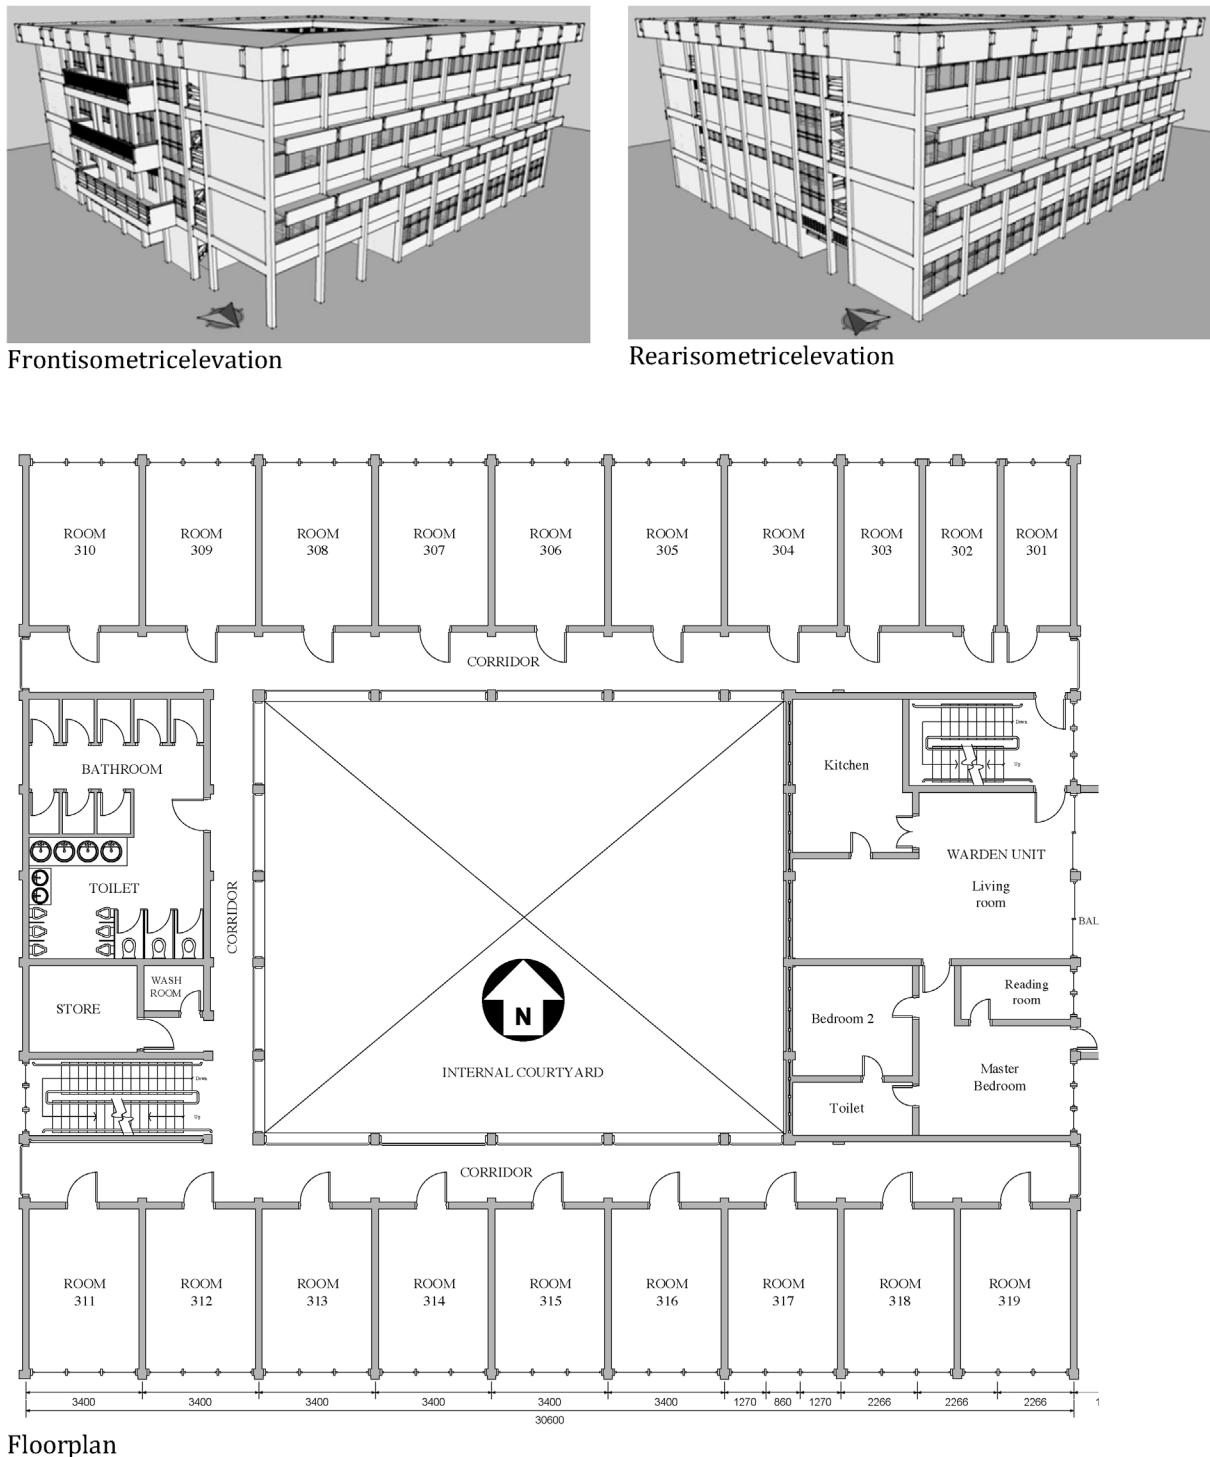 Frontisometricelevation
Rearisometricelevation
ROOM
310
ROOM
309
ROOM
308
ROOM
307
ROOM
306
ROOM
305
ROOM
304
ROOM
303
ROOM
302
ROOM
301
CORRIDOR
BATHROOM
TOILET
CORRIDOR
WASH
ROOM
STORE
Down
Up
N
INTERNAL COURTYARD
Kitchen
Down
Up
WARDEN UNIT
Living
room
BAL
Reading
room
Bedroom 2
Master
Bedroom
Toilet
CORRIDOR
ROOM
311
ROOM
312
ROOM
313
ROOM
314
ROOM
315
ROOM
316
ROOM
317
ROOM
318
ROOM
319
3400 3400 3400 3400 3400 3400 1270 860 1270 2266 2266 2266
30600
Floorplan